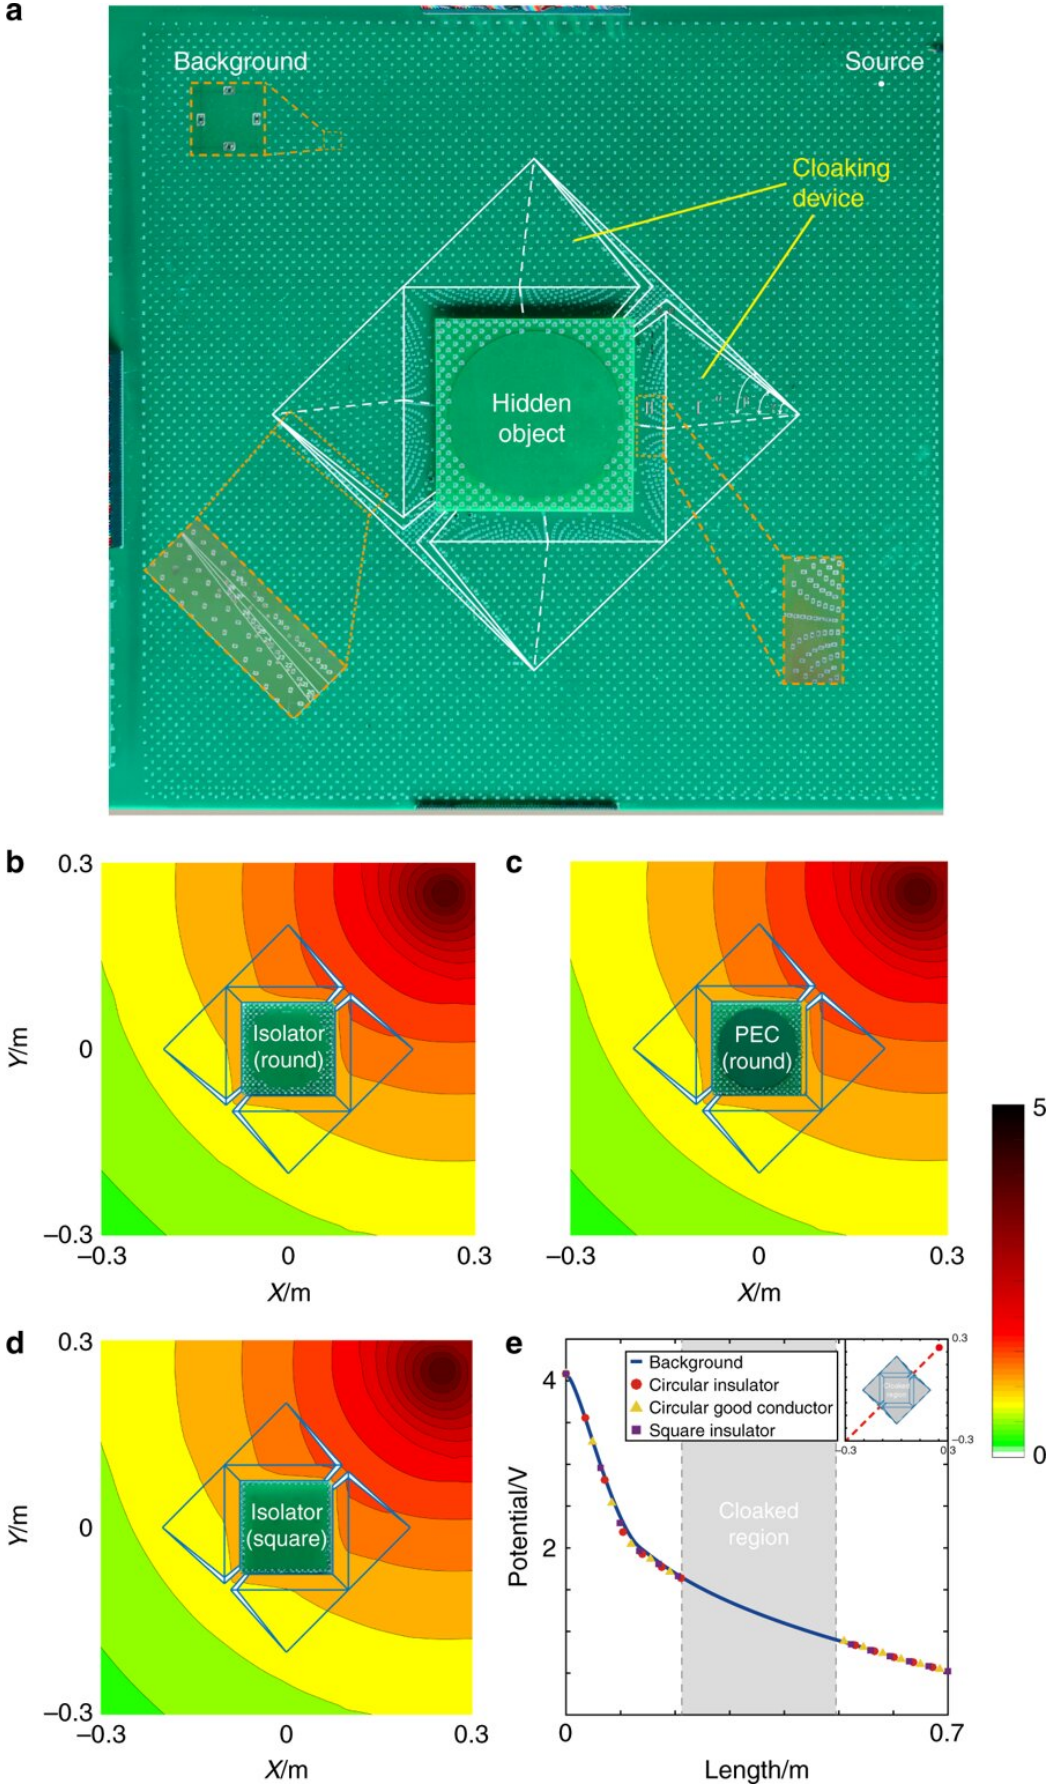 a
Background
Source
Cloaking
device
Hidden
object
b
0.3
Y/m
0
−0.3
Isolator
(round)
−0.3
0
0.3
X/m
c
PEC
(round)
−0.3
0
0.3
X/m
5
0
d
0.3
Y/m
0
−0.3
Isolator
(square)
−0.3
0
0.3
X/m
e
Background
Circular insulator
Circular good conductor
Square insulator
0.3
Cloaked
region
−0.3
−0.3
0.3
4
2
Potential/V
Cloaked
region
0
0.7
Length/m